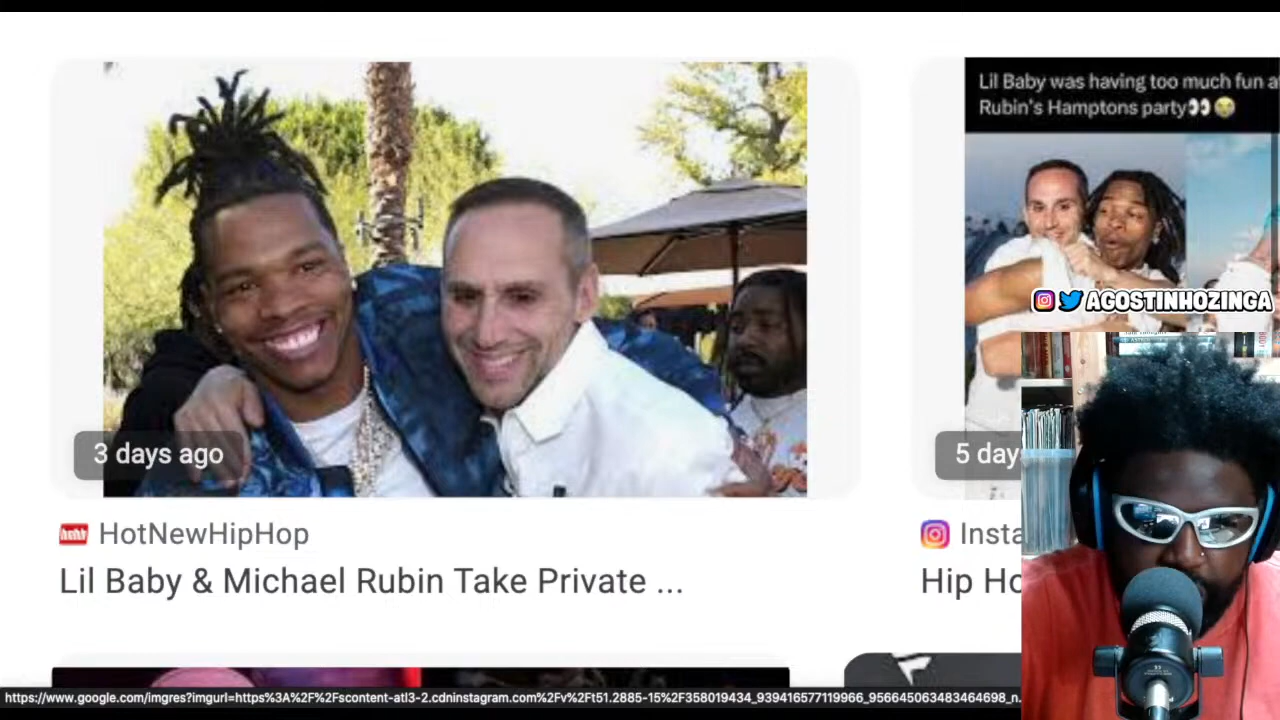 Lil Baby was having too much fun a
Rubin's Hamptons party👀😭
AGOSTINHOZINGA
3 days ago
5 day
hnhh HotNewHipHop
Insta
Lil Baby & Michael Rubin Take Private ...
Hip Ho
https://www.google.com/imgres?imgurl=https%3A%2F%2Fscontent-atl3-2.cdninstagram.com%2Fv%2Ft51.2885-15%2F358019434_939416577119966_956645063483464698_n.